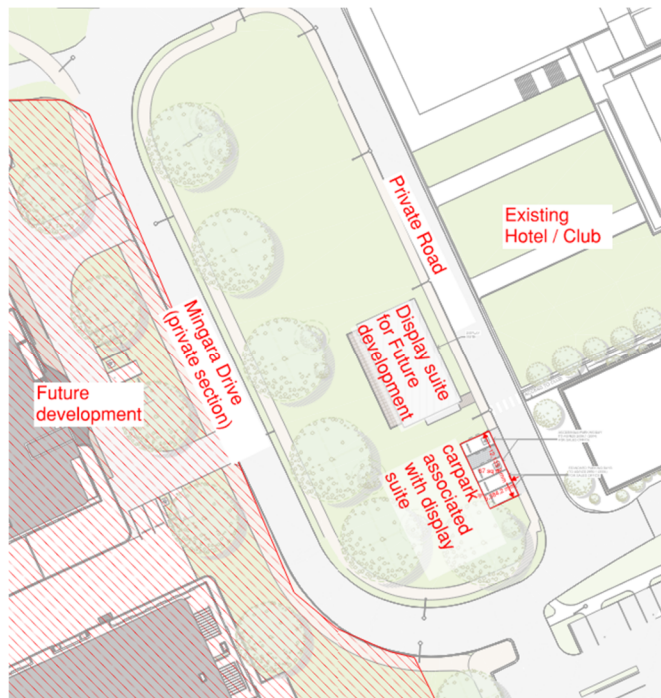 Private Road
Existing
Hotel / Club
Mingara Drive
(private section)
Display suite
for Future
development
Future
development
carpark
associated
with display
suite